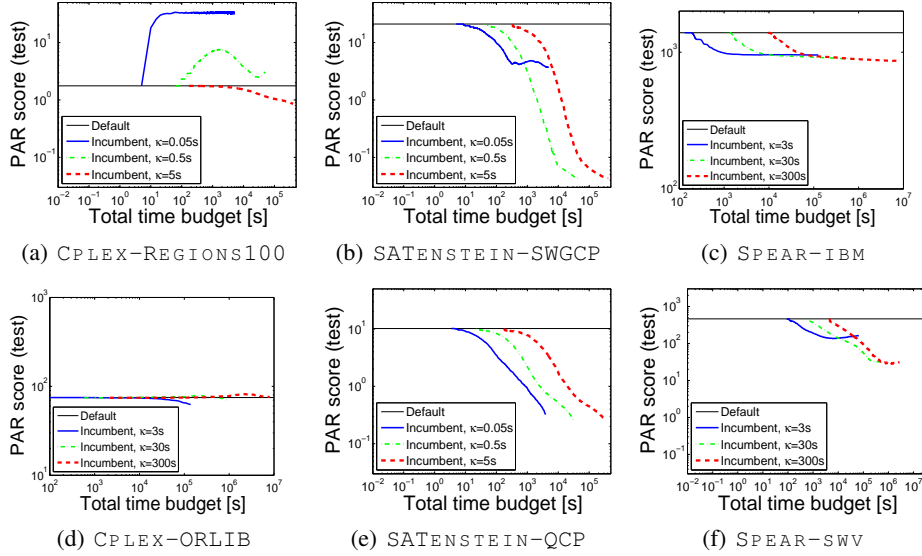 PAR score (test)
10^1
10^0
10^-1
Default
Incumbent, κ=0.05s
Incumbent, κ=0.5s
Incumbent, κ=5s
10^-2 10^-1 10^0 10^1 10^2 10^3 10^4 10^5
Total time budget [s]
(a) CPLEX-REGIONS100
PAR score (test)
10^1
10^0
10^-1
Default
Incumbent, κ=0.05s
Incumbent, κ=0.5s
Incumbent, κ=5s
10^-2 10^-1 10^0 10^1 10^2 10^3 10^4 10^5
Total time budget [s]
(b) SATENSTEIN-SWGCP
PAR score (test)
10^3
10^2
Default
Incumbent, κ=3s
Incumbent, κ=30s
Incumbent, κ=300s
10^2 10^3 10^4 10^5 10^6
Total time budget [s]
(c) SPEAR-IBM
PAR score (test)
10^3
10^2
10^1
Default
Incumbent, κ=3s
Incumbent, κ=30s
Incumbent, κ=300s
10^2 10^3 10^4 10^5 10^6 10^7
Total time budget [s]
(d) CPLEX-ORLIB
PAR score (test)
10^1
10^0
10^-1
Default
Incumbent, κ=0.05s
Incumbent, κ=0.5s
Incumbent, κ=5s
10^-2 10^-1 10^0 10^1 10^2 10^3 10^4 10^5
Total time budget [s]
(e) SATENSTEIN-QCP
PAR score (test)
10^3
10^2
10^1
10^0
10^-1
Default
Incumbent, κ=3s
Incumbent, κ=30s
Incumbent, κ=300s
10^-2 10^-1 10^0 10^1 10^2 10^3 10^4 10^5 10^6 10^7
Total time budget [s]
(f) SPEAR-SWV